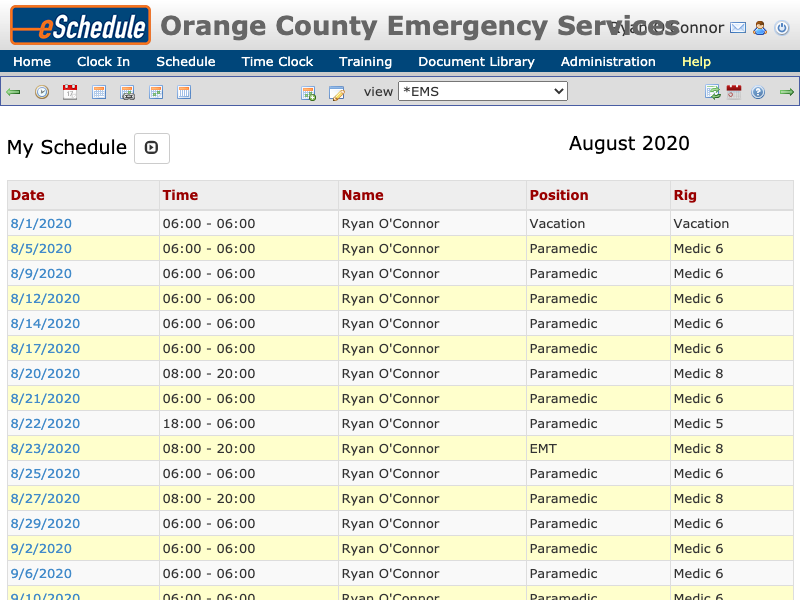 eSchedule Orange County Emergency Services Ryan O'Connor
Home Clock In Schedule Time Clock Training Document Library Administration Help
view *EMS
My Schedule
August 2020
Date Time Name Position Rig
8/1/2020 06:00 - 06:00 Ryan O'Connor Vacation Vacation
8/5/2020 06:00 - 06:00 Ryan O'Connor Paramedic Medic 6
8/9/2020 06:00 - 06:00 Ryan O'Connor Paramedic Medic 6
8/12/2020 06:00 - 06:00 Ryan O'Connor Paramedic Medic 6
8/14/2020 06:00 - 06:00 Ryan O'Connor Paramedic Medic 6
8/17/2020 06:00 - 06:00 Ryan O'Connor Paramedic Medic 6
8/20/2020 08:00 - 20:00 Ryan O'Connor Paramedic Medic 8
8/21/2020 06:00 - 06:00 Ryan O'Connor Paramedic Medic 6
8/22/2020 18:00 - 06:00 Ryan O'Connor Paramedic Medic 5
8/23/2020 08:00 - 20:00 Ryan O'Connor EMT Medic 8
8/25/2020 06:00 - 06:00 Ryan O'Connor Paramedic Medic 6
8/27/2020 08:00 - 20:00 Ryan O'Connor Paramedic Medic 8
8/29/2020 06:00 - 06:00 Ryan O'Connor Paramedic Medic 6
9/2/2020 06:00 - 06:00 Ryan O'Connor Paramedic Medic 6
9/6/2020 06:00 - 06:00 Ryan O'Connor Paramedic Medic 6
9/10/2020 06:00 - 06:00 Ryan O'Connor Paramedic Medic 6